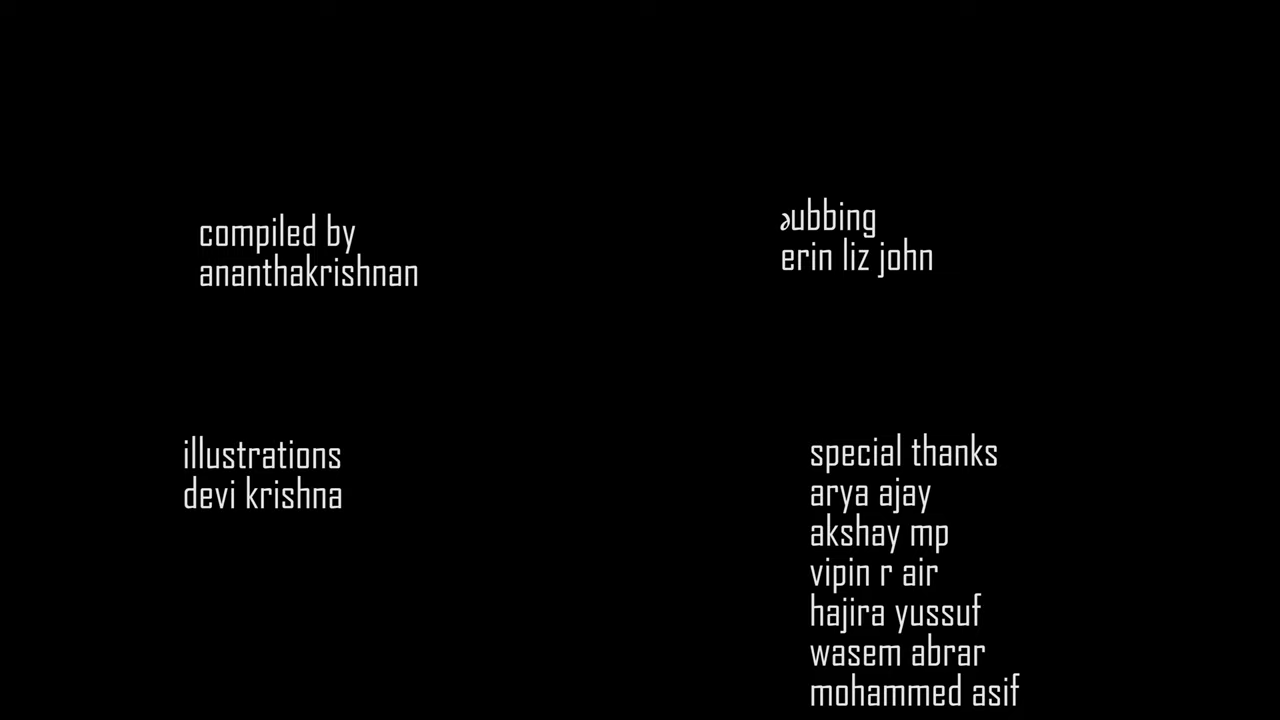 compiled by
ananthakrishnan
ഫubbing
erin liz john
illustrations
devi krishna
special thanks
arya ajay
akshay mp
vipin r air
hajira yussuf
wasem abrar
mohammed asif